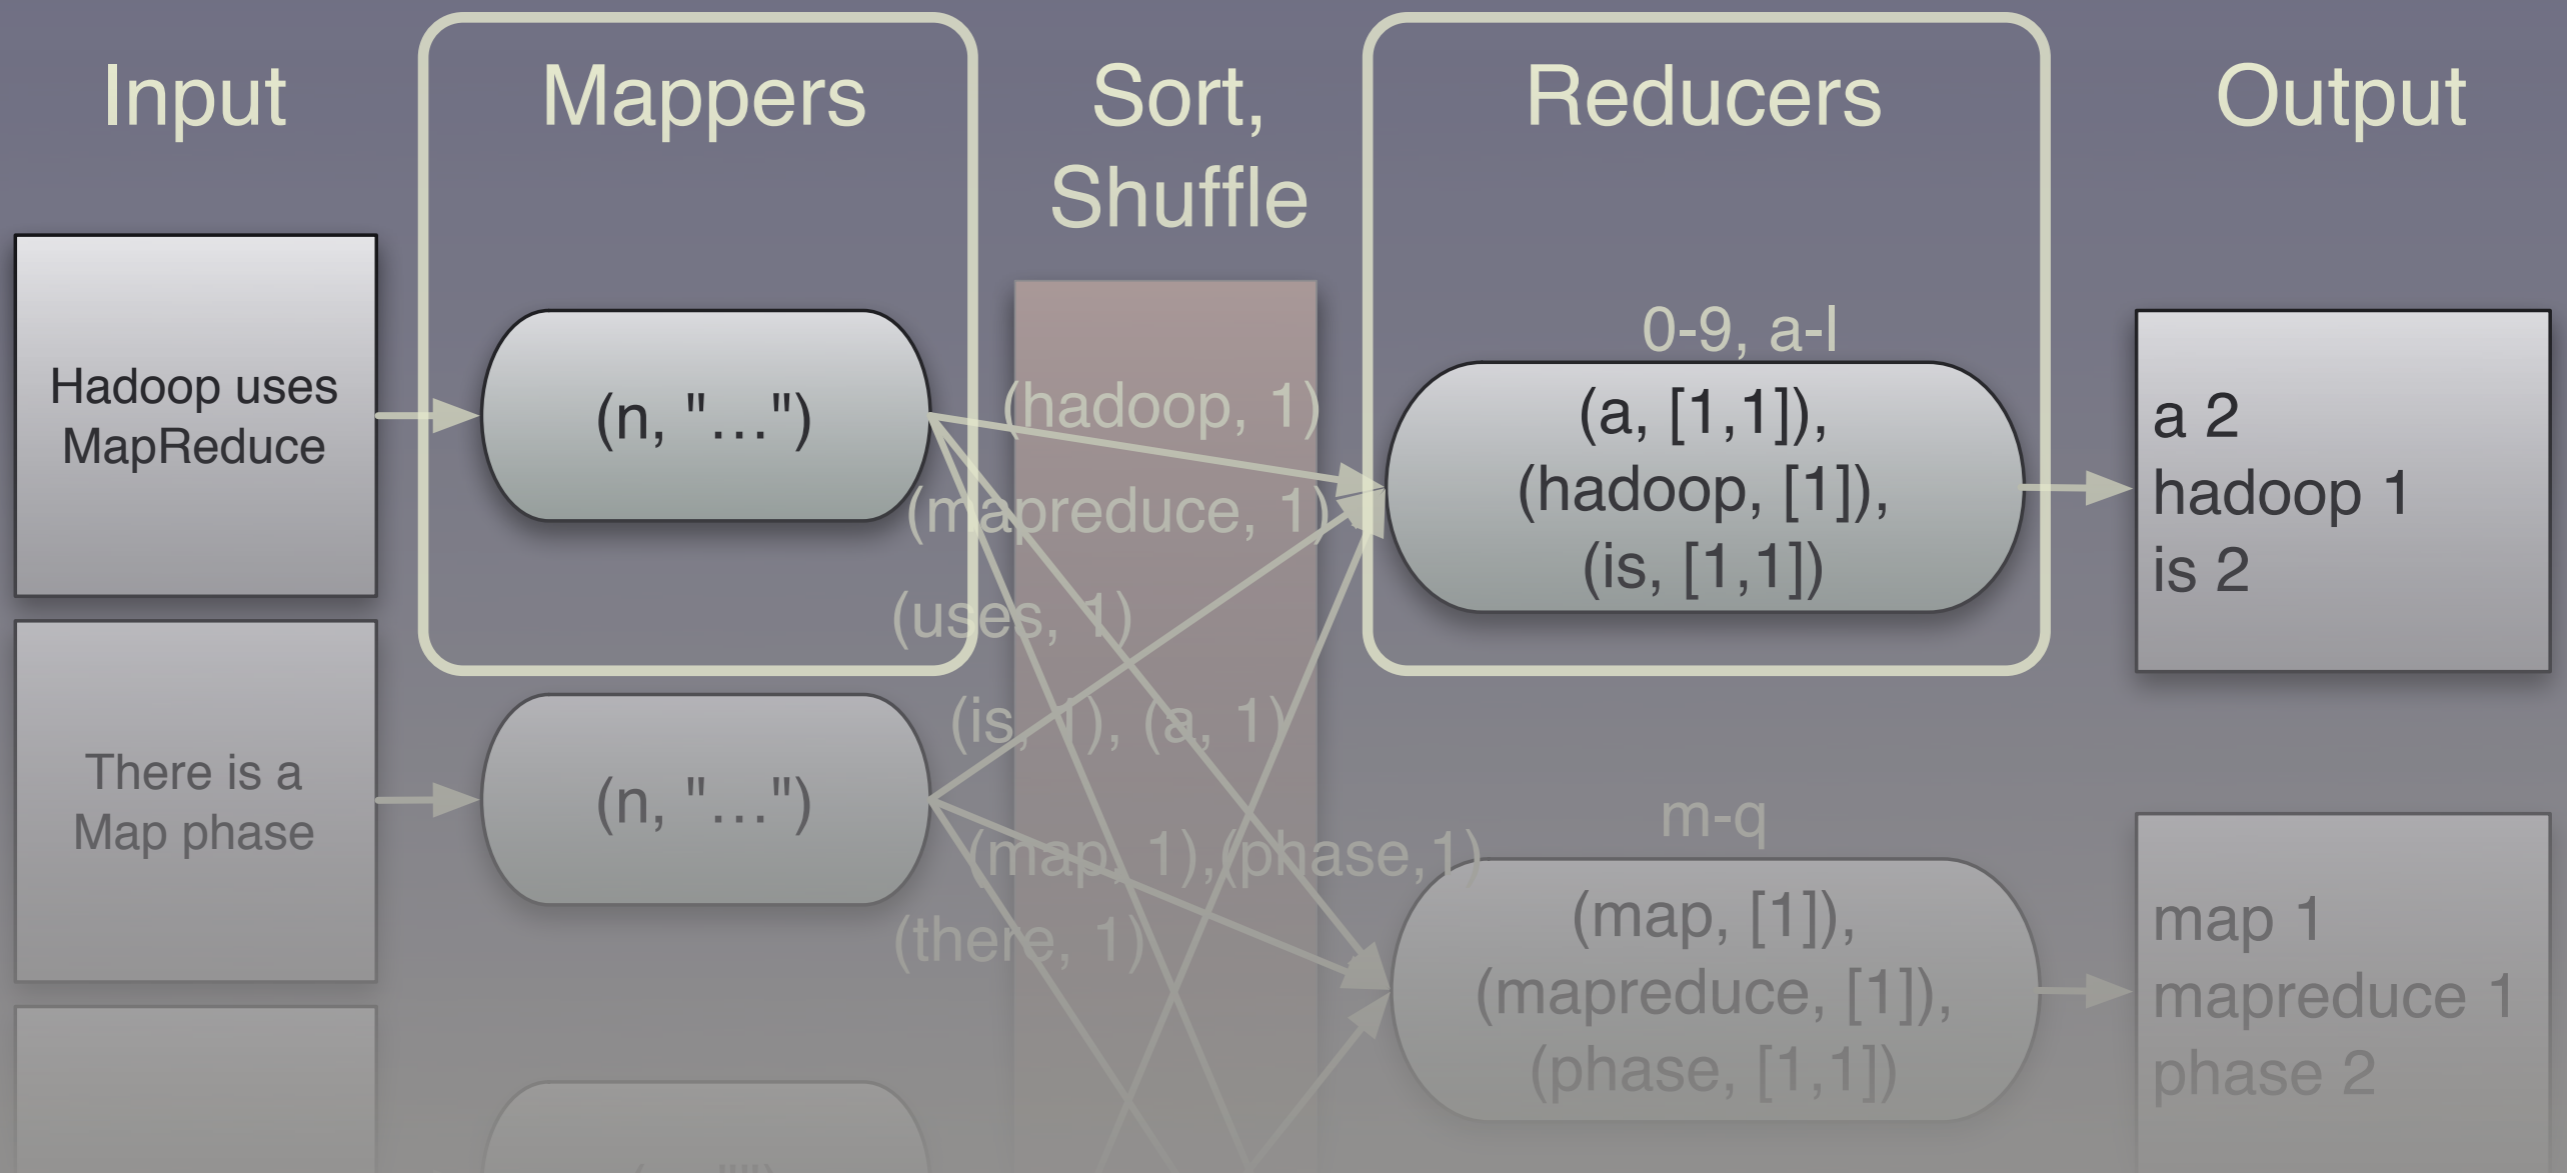 Input
Mappers
Sort,
Shuffle
Reducers
Output
Hadoop uses
MapReduce
(n, "…")
(hadoop, 1)
(mapreduce, 1)
(uses, 1)
0-9, a-l
(a, [1,1]),
(hadoop, [1]),
(is, [1,1])
a 2
hadoop 1
is 2
There is a
Map phase
(n, "…")
(is, 1), (a, 1)
(map, 1),(phase,1)
(there, 1)
m-q
(map, [1]),
(mapreduce, [1]),
(phase, [1,1])
map 1
mapreduce 1
phase 2